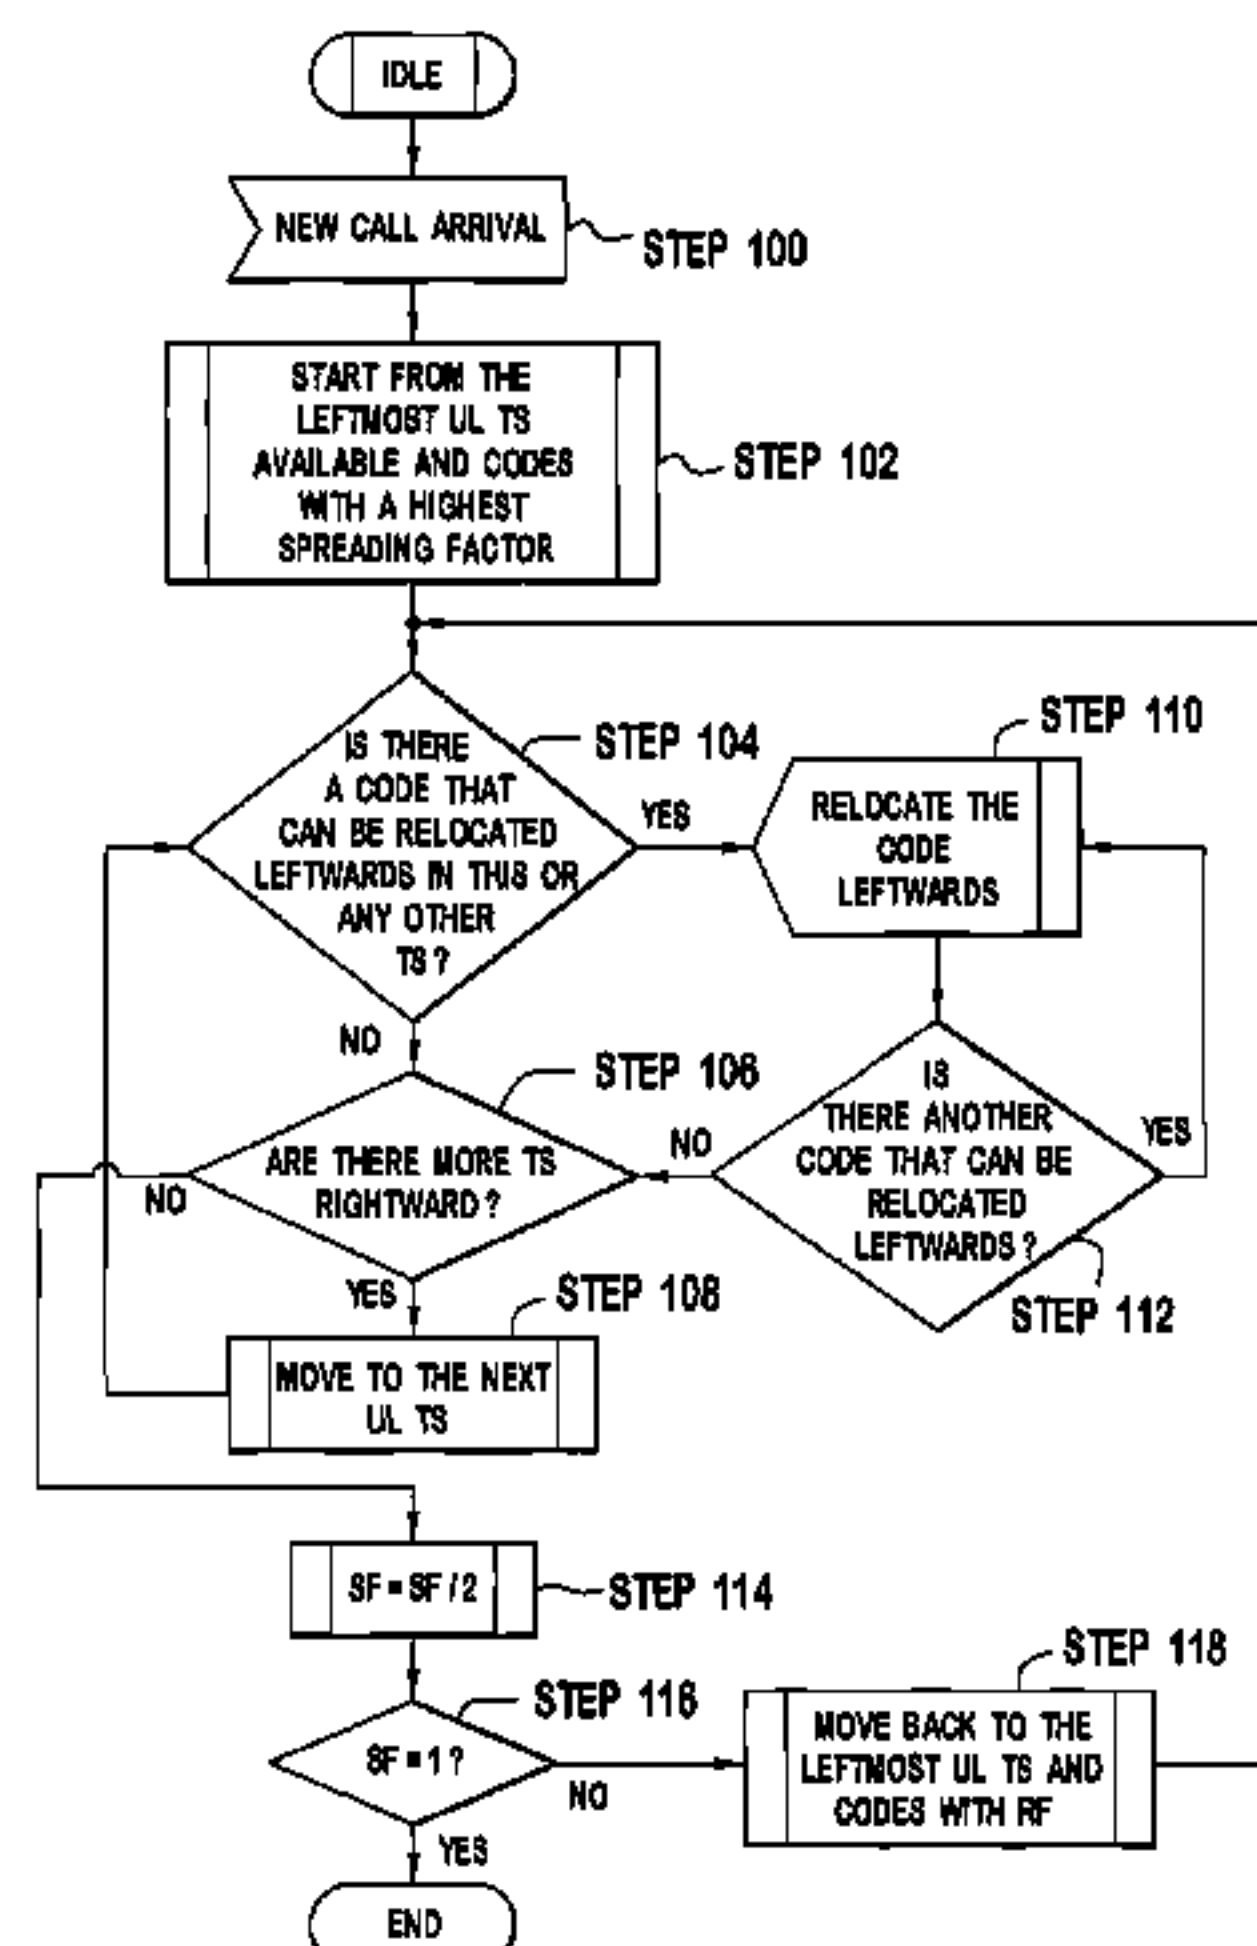 IDLE
NEW CALL ARRIVAL
STEP 100
START FROM THE
LEFTMOST UL TS
AVAILABLE AND CODES
WITH A HIGHEST
SPREADING FACTOR
STEP 102
IS THERE
A CODE THAT
CAN BE RELOCATED
LEFTWARDS IN THIS OR
ANY OTHER
TS?
STEP 104
YES
STEP 110
RELOCATE THE
CODE
LEFTWARDS
NO
STEP 106
ARE THERE MORE TS
RIGHTWARD?
NO
YES
NO
IS
THERE ANOTHER
CODE THAT CAN BE
RELOCATED
LEFTWARDS?
YES
STEP 112
STEP 108
MOVE TO THE NEXT
UL TS
SF=SF/2
STEP 114
STEP 116
SF=1?
NO
YES
STEP 118
MOVE BACK TO THE
LEFTMOST UL TS AND
CODES WITH RF
END